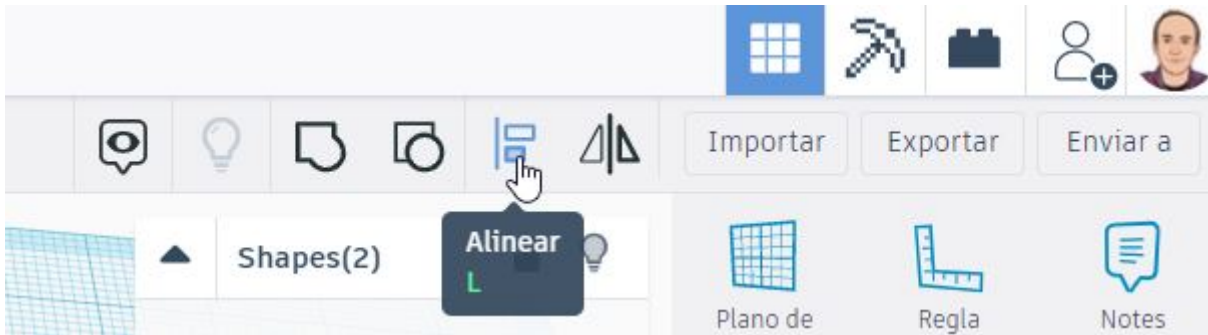 Importar
Exportar
Enviar a
Shapes(2)
Alinear
L
Plano de
Regla
Notes